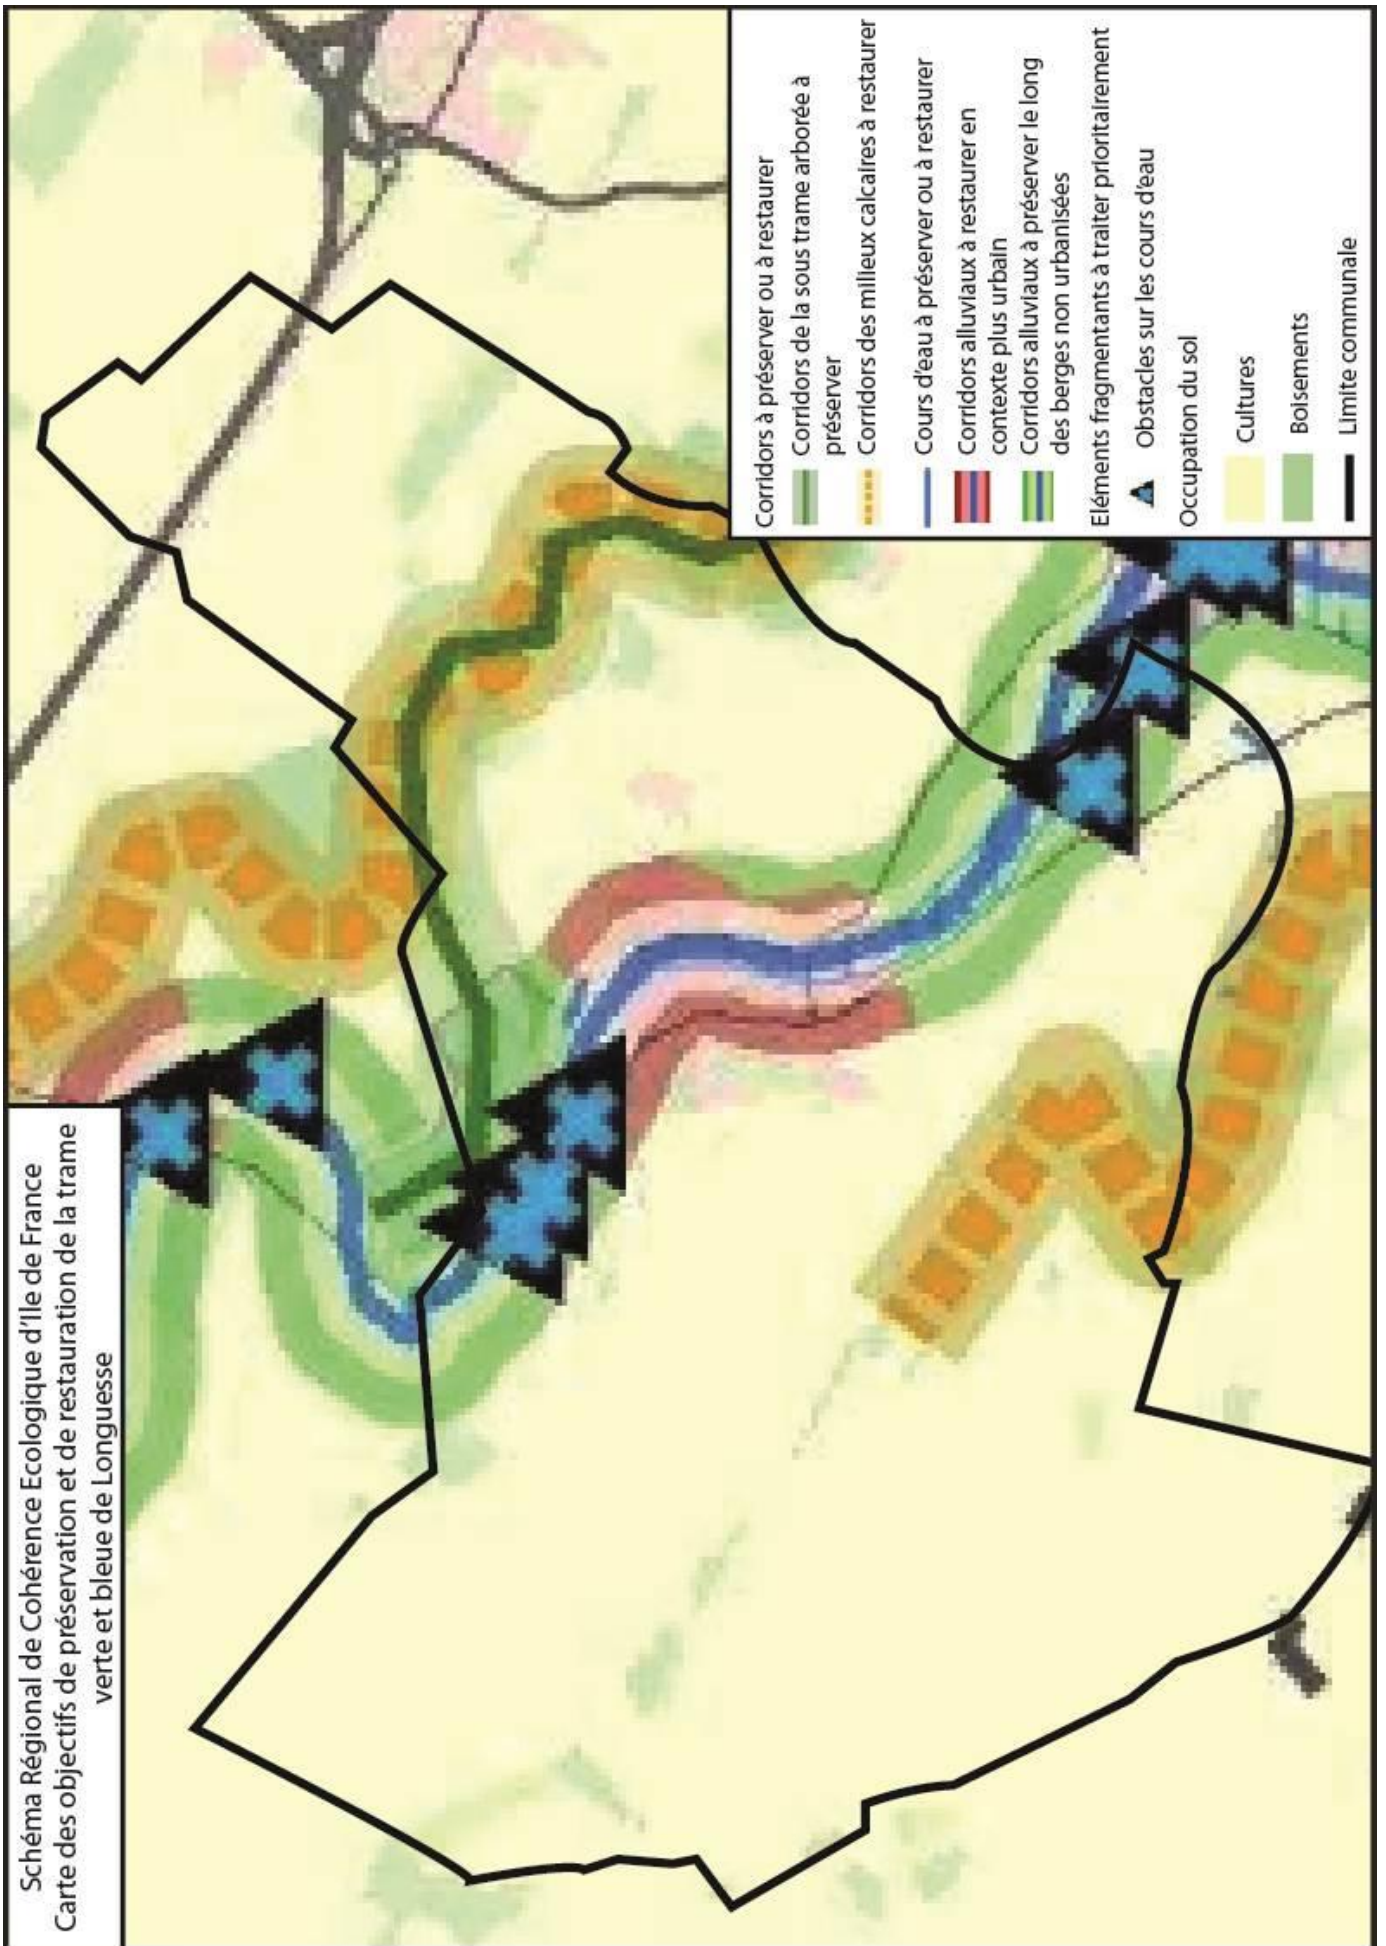 Schéma Régional de Cohérence Ecologique d'Ile de France
Carte des objectifs de préservation et de restauration de la trame
verte et bleue de Longuesse
Corridors à préserver ou à restaurer
Corridors de la sous trame arborée à
préserver
Corridors des milieux calcaires à restaurer
Cours d'eau à préserver ou à restaurer
Corridors alluviaux à restaurer en
contexte plus urbain
Corridors alluviaux à préserver le long
des berges non urbanisées
Eléments fragmentants à traiter prioritairement
Obstacles sur les cours d'eau
Occupation du sol
Cultures
Boisements
Limite communale